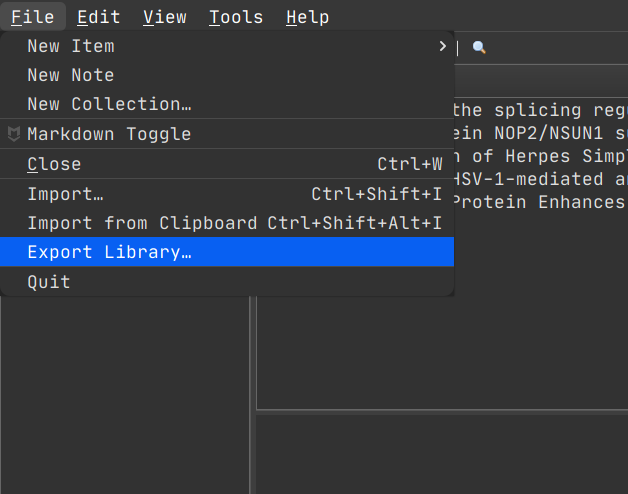 File Edit View Tools Help
New Item
New Note
New Collection…
Markdown Toggle
Close Ctrl+W
Import… Ctrl+Shift+I
Import from Clipboard Ctrl+Shift+Alt+I
Export Library…
Quit
the splicing reg
ein NOP2/NSUN1 s
n of Herpes Simpl
HSV-1-mediated a
Protein Enhances